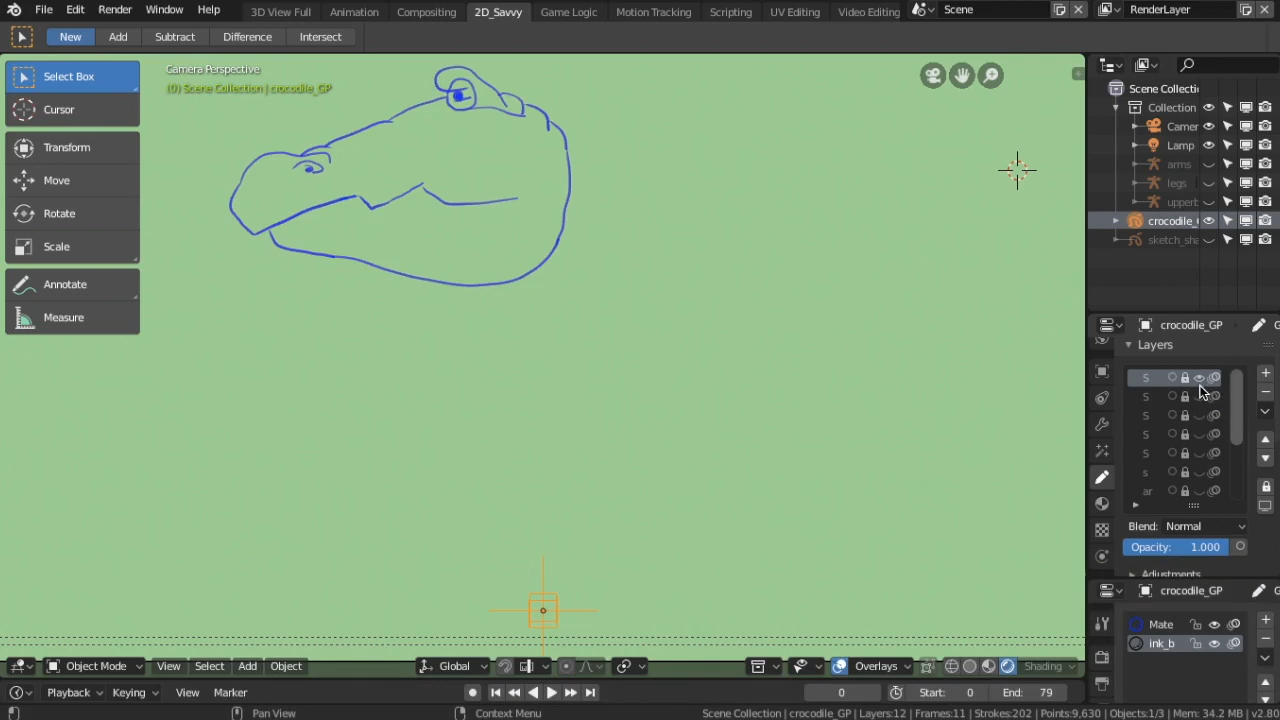 File Edit Render Window Help 3D View Full Animation Compositing 2D_Savvy Game Logic Motion Tracking Scripting UV Editing Video Editing Scene RenderLayer
New Add Subtract Difference Intersect
Select Box
Cursor
Transform
Move
Rotate
Scale
Annotate
Measure
Camera Perspective
(0) Scene Collection | crocodile_GP
Scene Collecti
Collection
Camer
Lamp
arms
legs
upperb
crocodile_
sketch_sha
crocodile_GP
Layers
S
S
S
S
S
s
ar
Blend: Normal
Opacity: 1.000
Adjustments
crocodile_GP
Mate
ink_b
Object Mode View Select Add Object Global Overlays Shading
Playback Keying View Marker 0 Start: 0 End: 79
Pan View Context Menu Scene Collection | crocodile_GP | Layers:12 | Frames:11 | Strokes:202 | Points:9,630 | Objects:1/3 | Mem: 34.2 MB | v2.80